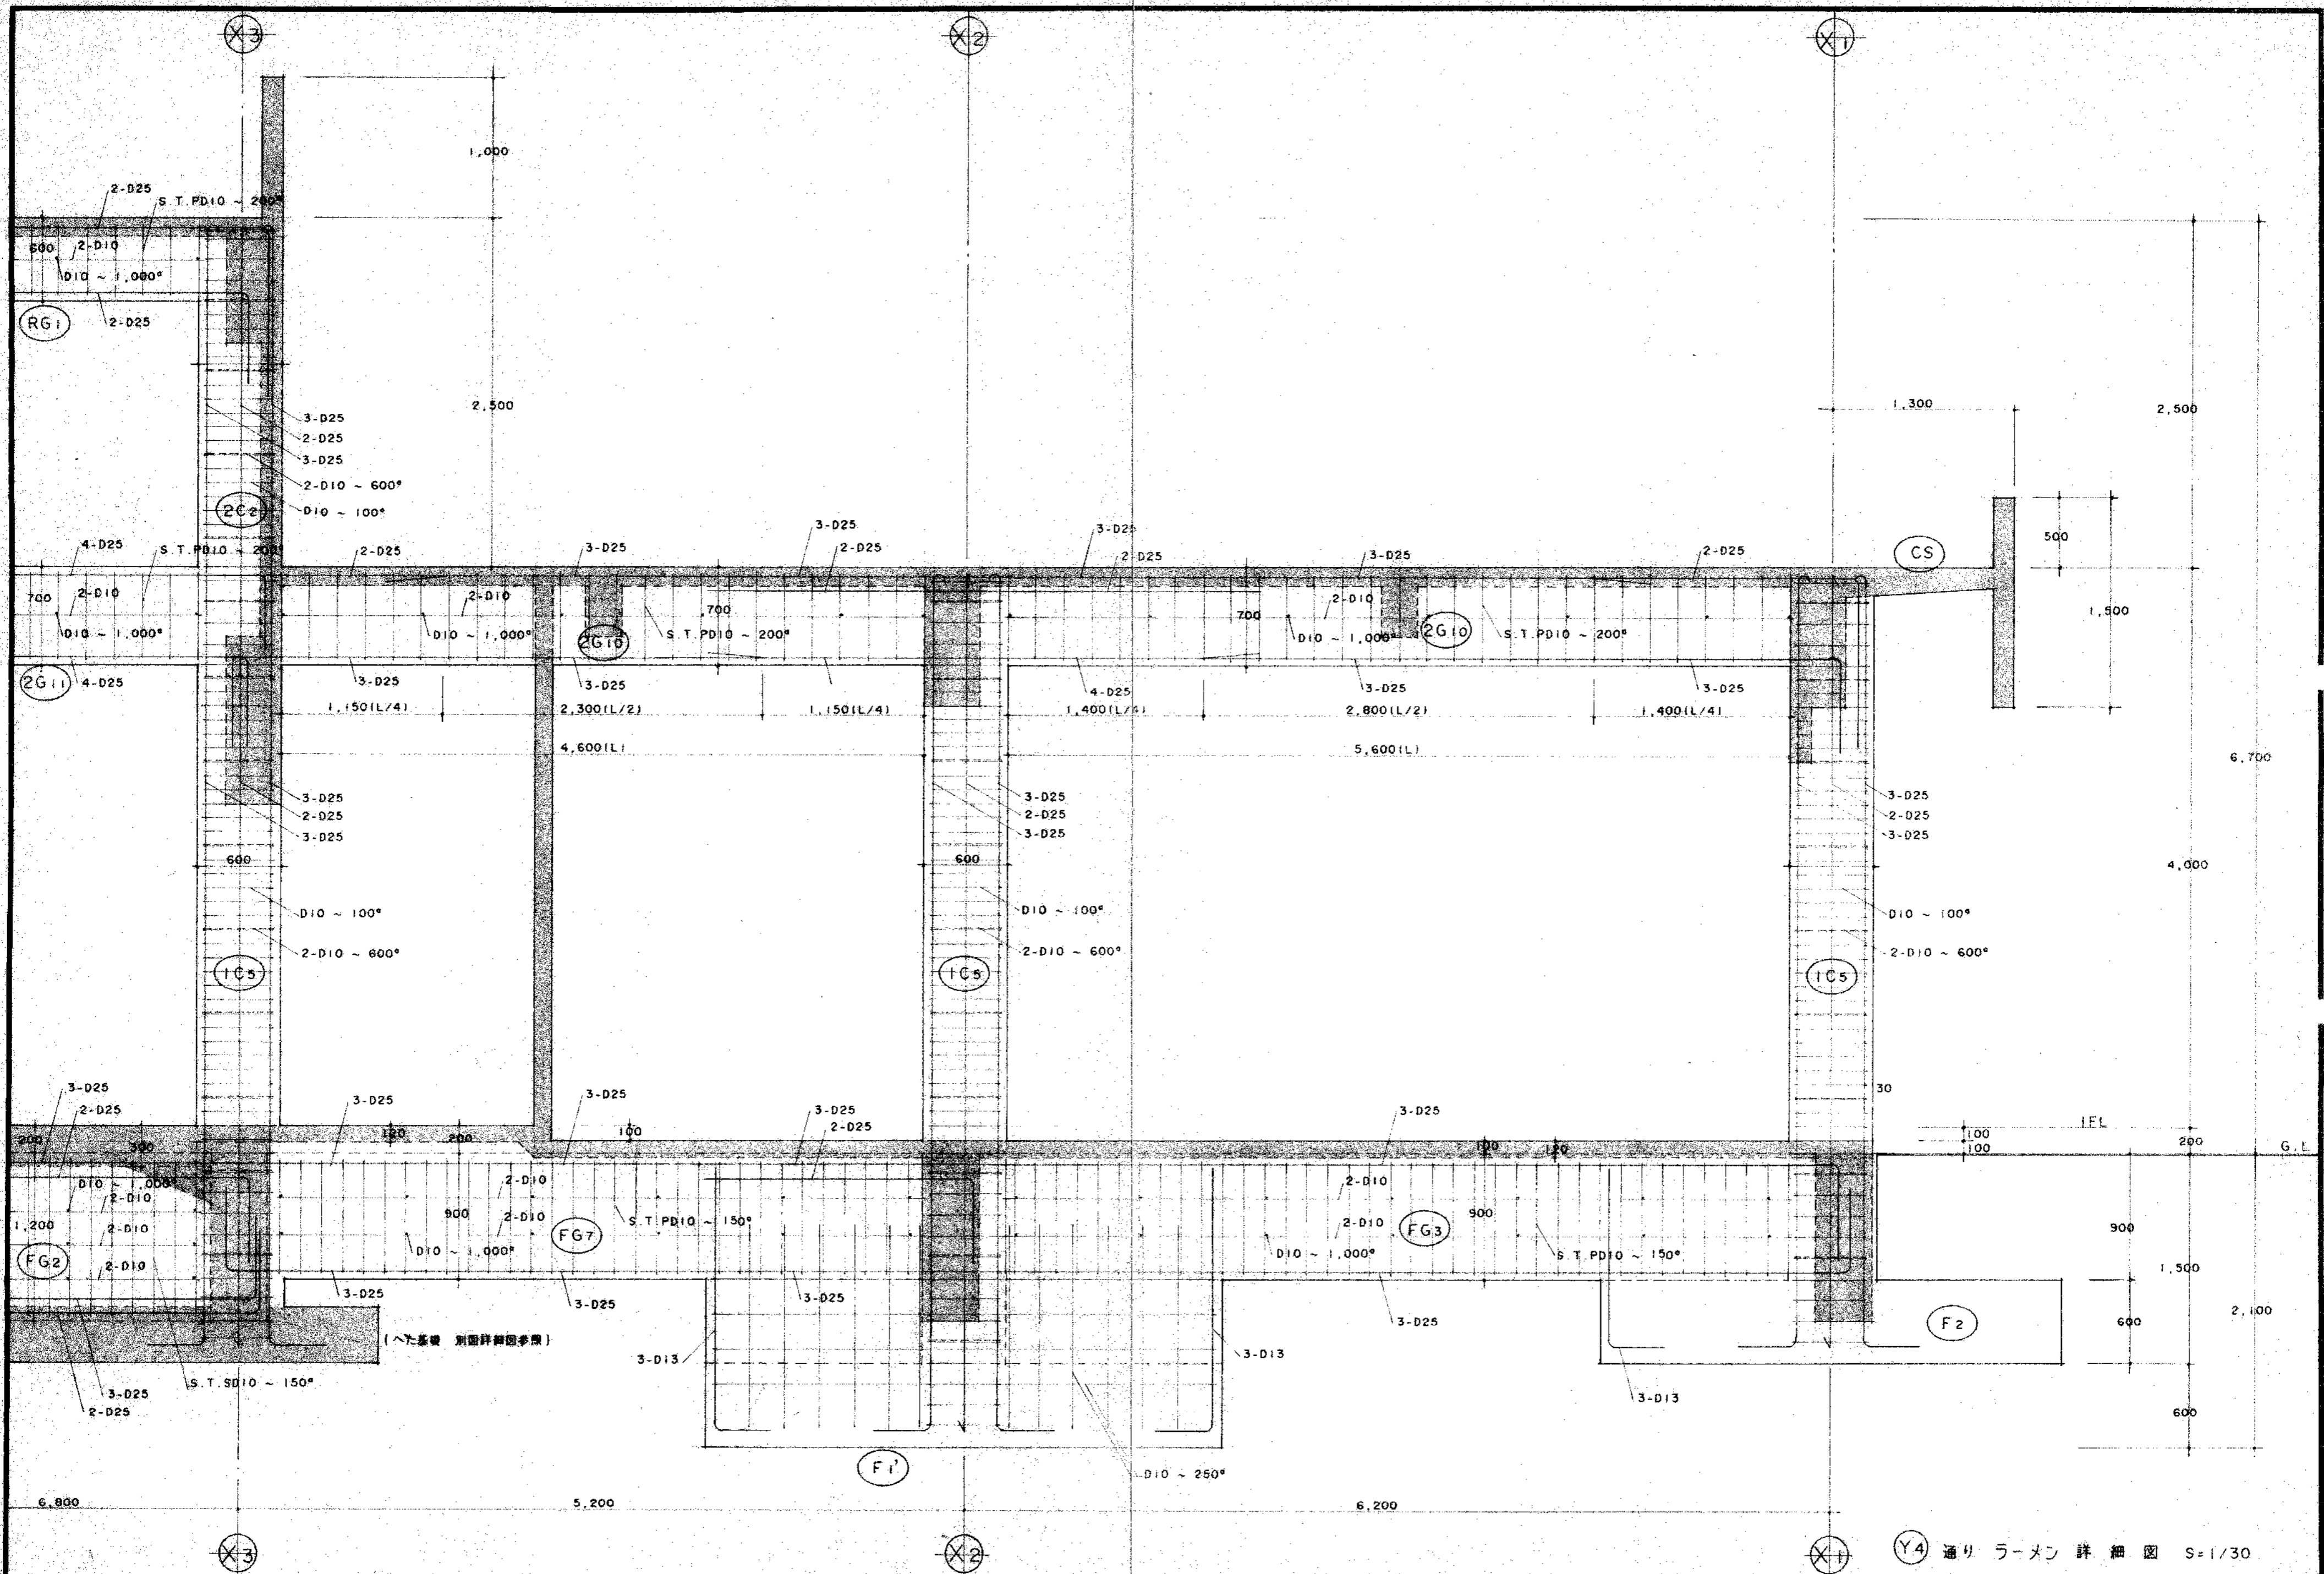 X3
X2
X1
1,000
2-D25
S.T.PD10 ~ 200@
600
2-D10
D10 ~ 1,000@
RG1
2-D25
2,500
1,300
2,500
3-D25
2-D25
3-D25
2-D10 ~ 600@
2C2
D10 ~ 100@
4-D25
S.T.PD10 ~ 200@
2-D25
3-D25
3-D25
2-D25
3-D25
2-D25
3-D25
2-D25
CS
500
700
2-D10
D10 ~ 1,000@
2-D10
D10 ~ 1,000@
2G10
S.T.PD10 ~ 200@
700
700
2-D10
D10 ~ 1,000@
2G10
S.T.PD10 ~ 200@
1,500
2G11
4-D25
3-D25
3-D25
4-D25
3-D25
3-D25
1,150(L/4)
2,300(L/2)
1,150(L/4)
1,400(L/4)
2,800(L/2)
1,400(L/4)
4,600(L)
5,600(L)
6,700
3-D25
2-D25
3-D25
3-D25
2-D25
3-D25
3-D25
2-D25
3-D25
600
600
4,000
D10 ~ 100@
2-D10 ~ 600@
D10 ~ 100@
2-D10 ~ 600@
D10 ~ 100@
2-D10 ~ 600@
1C5
1C5
1C5
30
3-D25
2-D25
3-D25
3-D25
3-D25
2-D25
3-D25
200
300
120
200
100
100
120
1FL
100
100
200
G.L
D10 ~ 1,000@
2-D10
2-D10
2-D10
1,200
FG2
2-D10
2-D10
900
D10 ~ 1,000@
FG7
S.T.PD10 ~ 150@
2-D10
2-D10
D10 ~ 1,000@
FG3
900
S.T.PD10 ~ 150@
900
1,500
2,100
600
3-D25
3-D25
3-D25
3-D25
F2
3-D13
3-D13
3-D13
S.T.SD10 ~ 150@
3-D25
2-D25
600
F1'
D10 ~ 250@
6,800
5,200
6,200
X3
X2
X1
Y4 通り ラーメン 詳 細 図 S=1/30